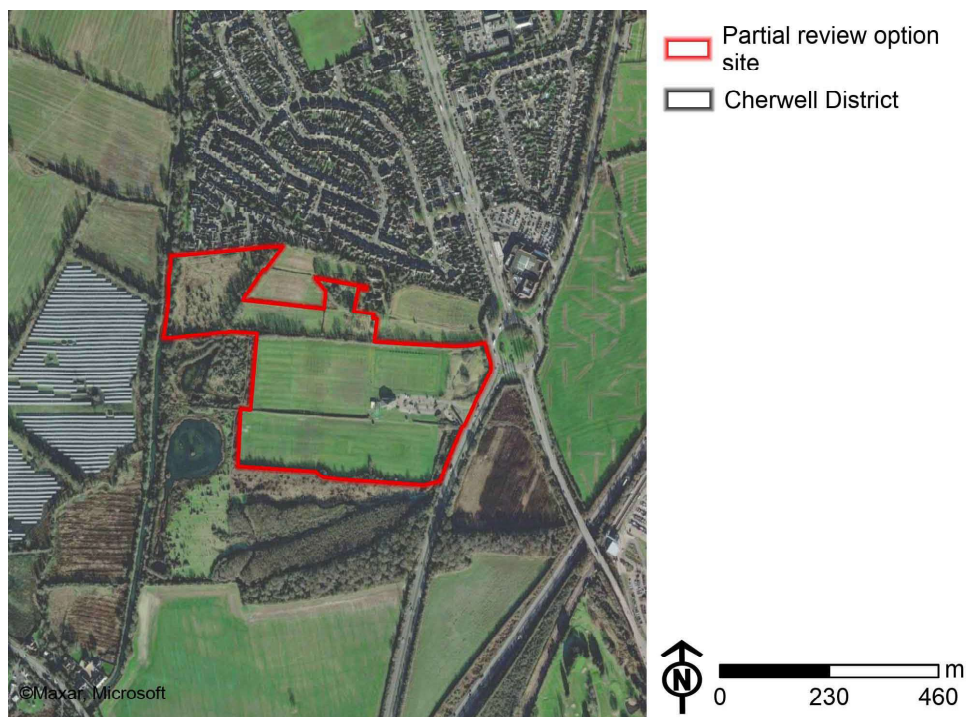 Partial review option
site
Cherwell District
©Maxar, Microsoft
N
m
0 230 460